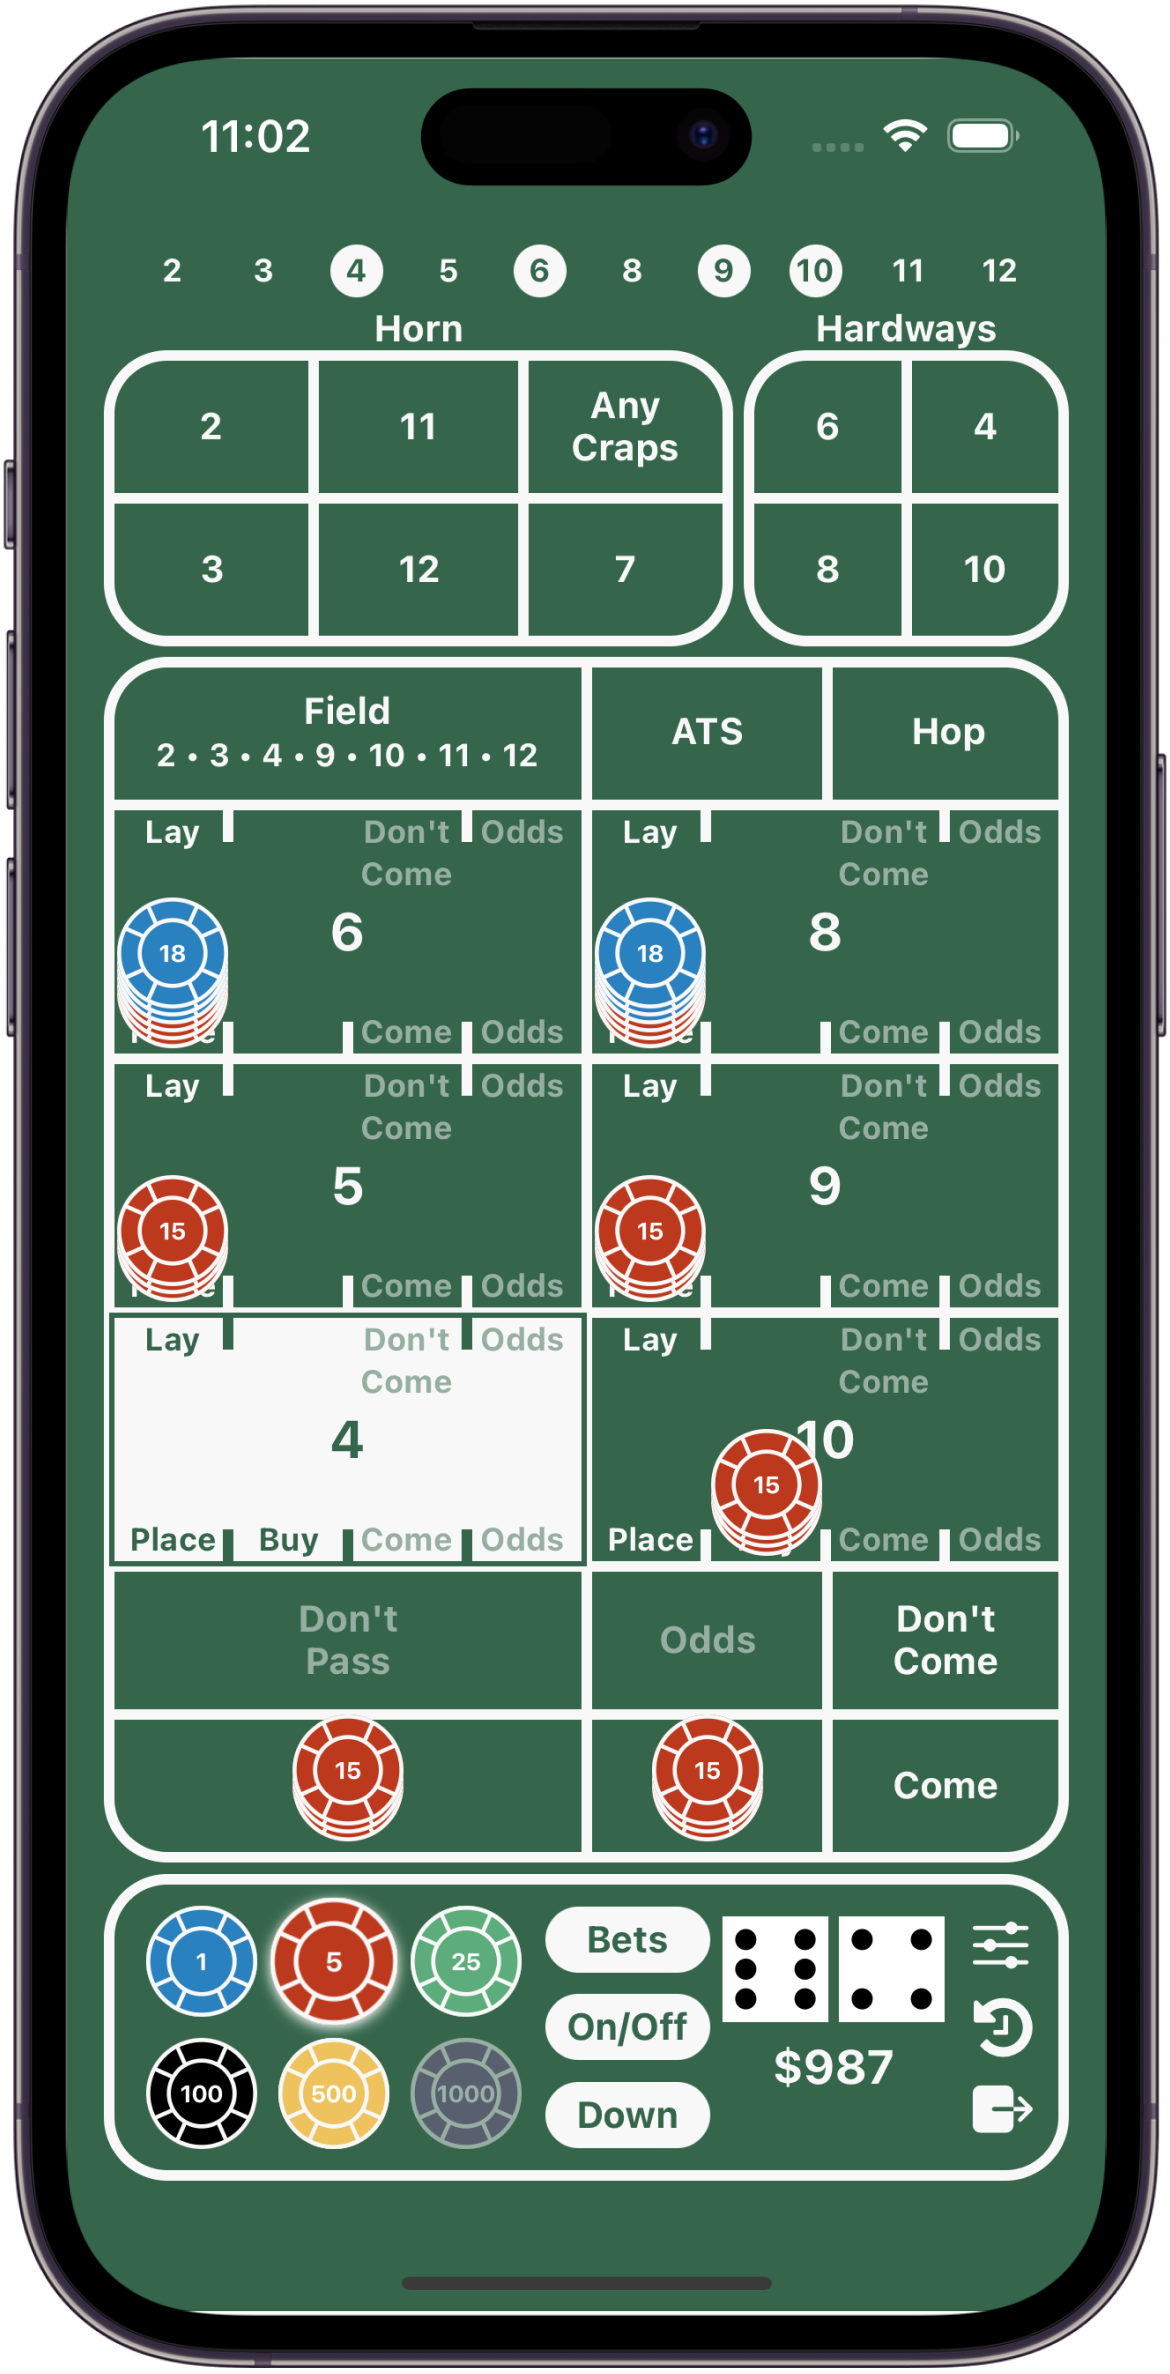 11:02
2 3 4 5 6 8 9 10 11 12
Horn
Hardways
2 11 Any
Craps
3 12 7
6 4
8 10
Field
2 • 3 • 4 • 9 • 10 • 11 • 12
ATS
Hop
Lay Don't Odds
Come
6
18
Come Odds
Lay Don't Odds
Come
8
18
Come Odds
Lay Don't Odds
Come
5
15
Come Odds
Lay Don't Odds
Come
9
15
Come Odds
Lay Don't Odds
Come
4
Place Buy Come Odds
Lay Don't Odds
Come
10
15
Place Come Odds
Don't
Pass
Odds
Don't
Come
15
15
Come
1 5 25
100 500 1000
Bets
On/Off
Down
$987